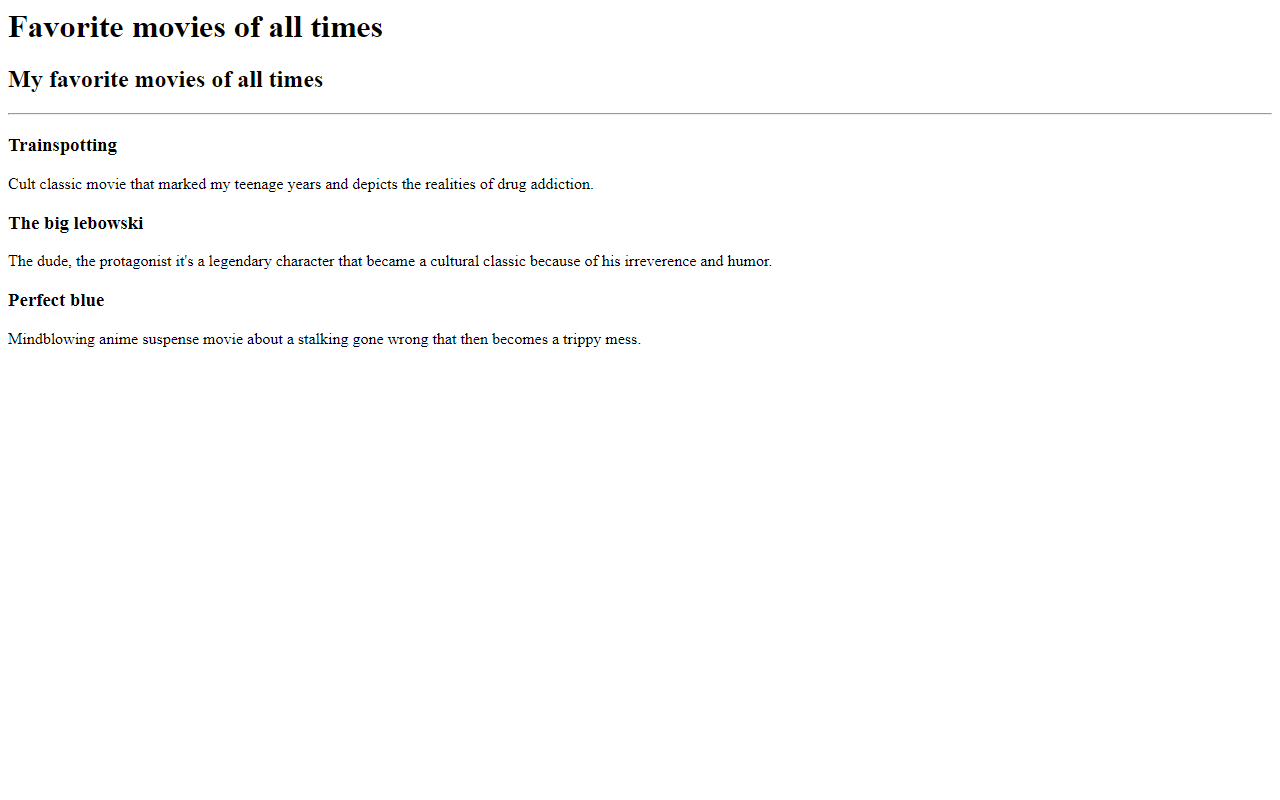 Favorite movies of all times
My favorite movies of all times
Trainspotting
Cult classic movie that marked my teenage years and depicts the realities of drug addiction.
The big lebowski
The dude, the protagonist it's a legendary character that became a cultural classic because of his irreverence and humor.
Perfect blue
Mindblowing anime suspense movie about a stalking gone wrong that then becomes a trippy mess.